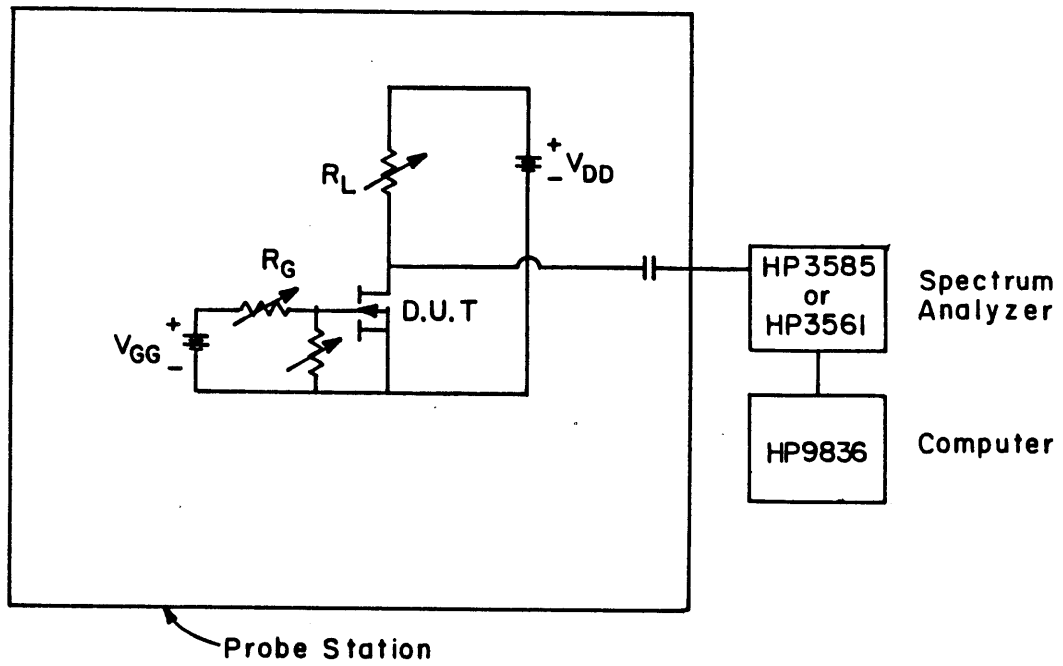 R_L
+
-
V_DD
R_G
D.U.T
+
V_GG
-
HP3585
or
HP3561
Spectrum
Analyzer
HP9836
Computer
Probe Station